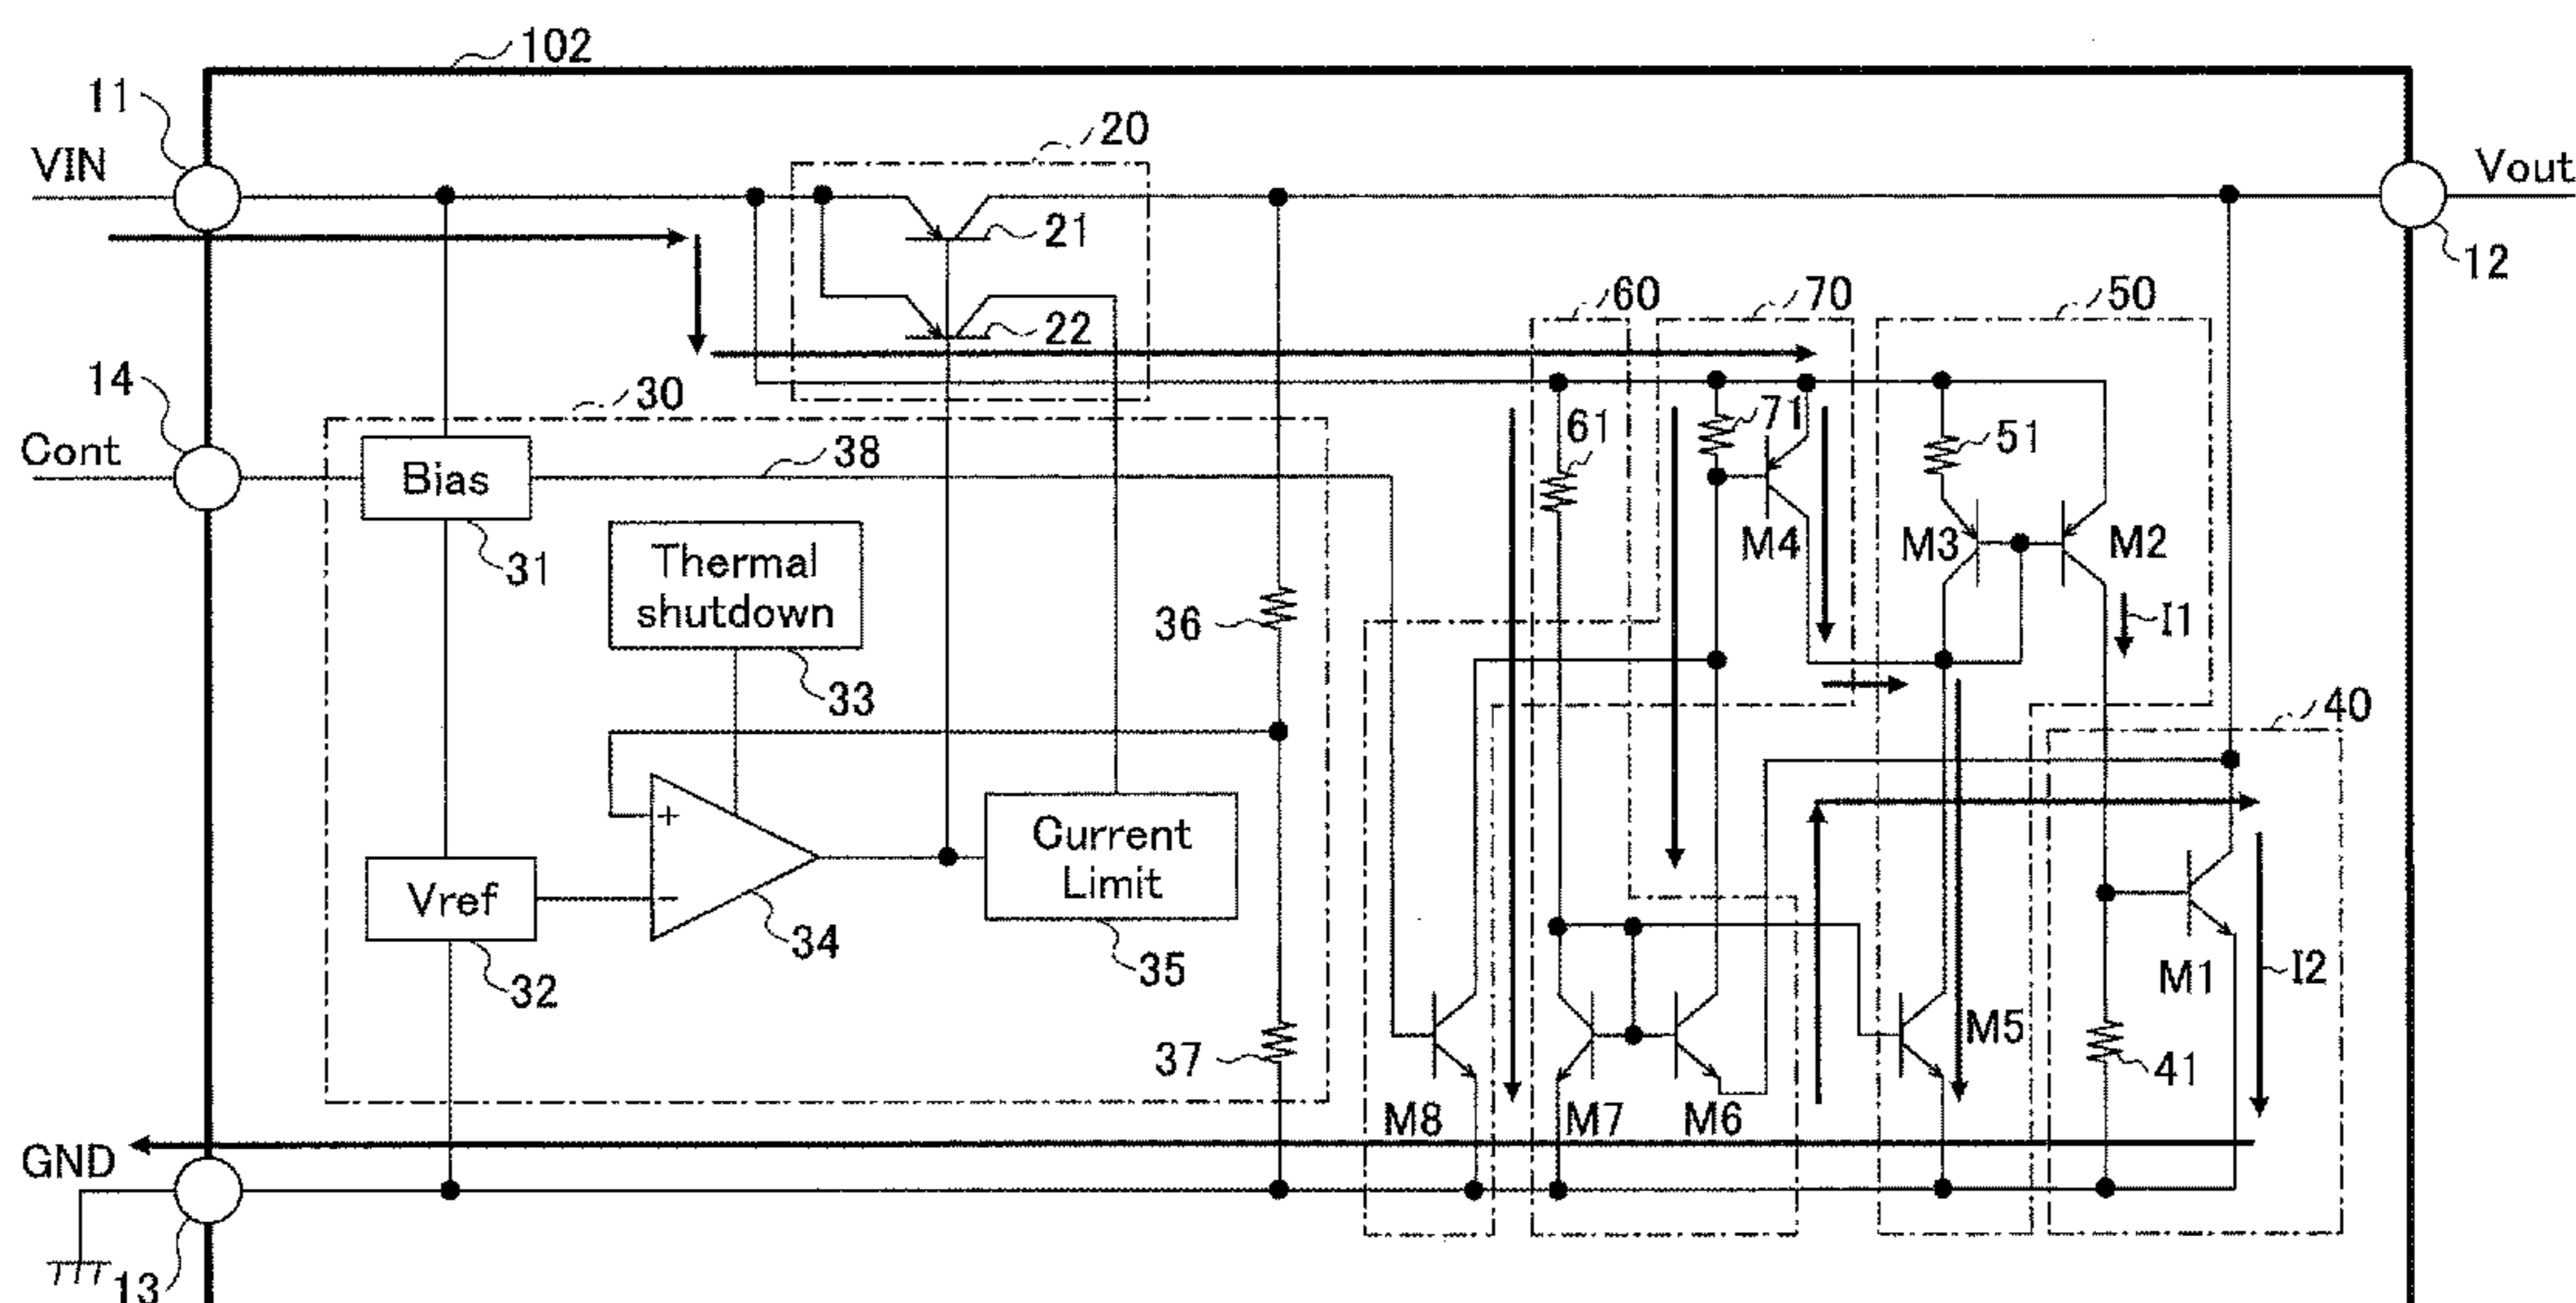 102
11
VIN
20
Vout
21
12
22
60
70
50
14
30
Cont
38
61
71
51
Bias
31
M4
M3
M2
Thermal
shutdown
33
36
I1
40
+
Current
Limit
Vref
−
34
35
32
M1
I2
37
M5
41
M8
M7
M6
GND
13